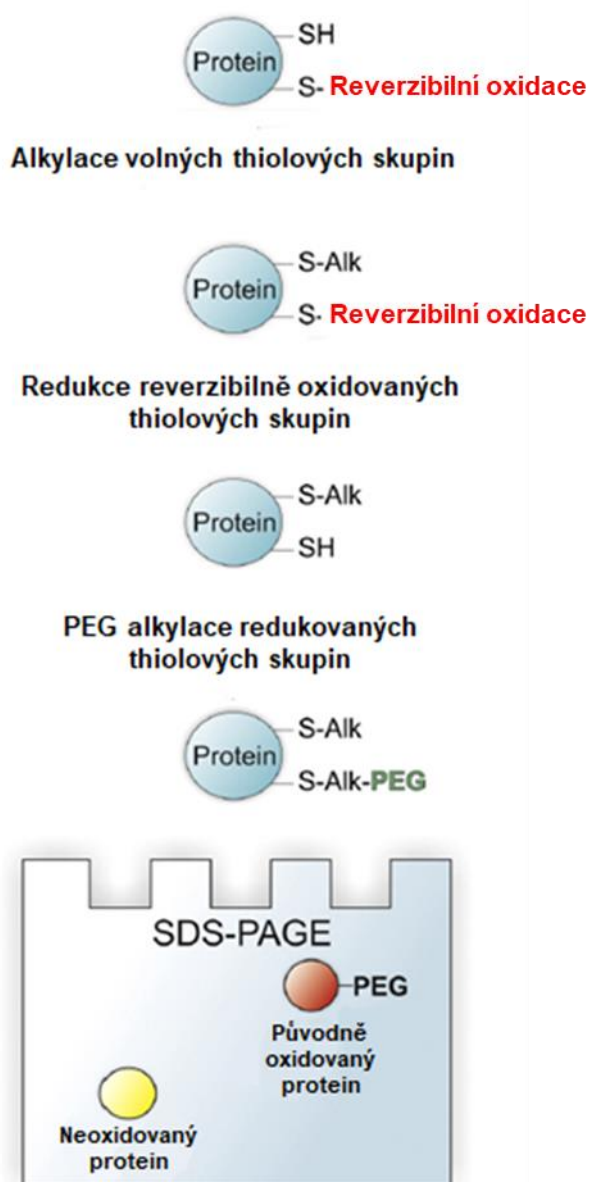 SH
Protein
S- Reverzibilní oxidace
Alkylace volných thiolových skupin
S-Alk
Protein
S- Reverzibilní oxidace
Redukce reverzibilně oxidovaných
thiolových skupin
S-Alk
Protein
SH
PEG alkylace redukovaných
thiolových skupin
S-Alk
Protein
S-Alk-PEG
SDS-PAGE
PEG
Původně
oxidovaný
protein
Neoxidovaný
protein